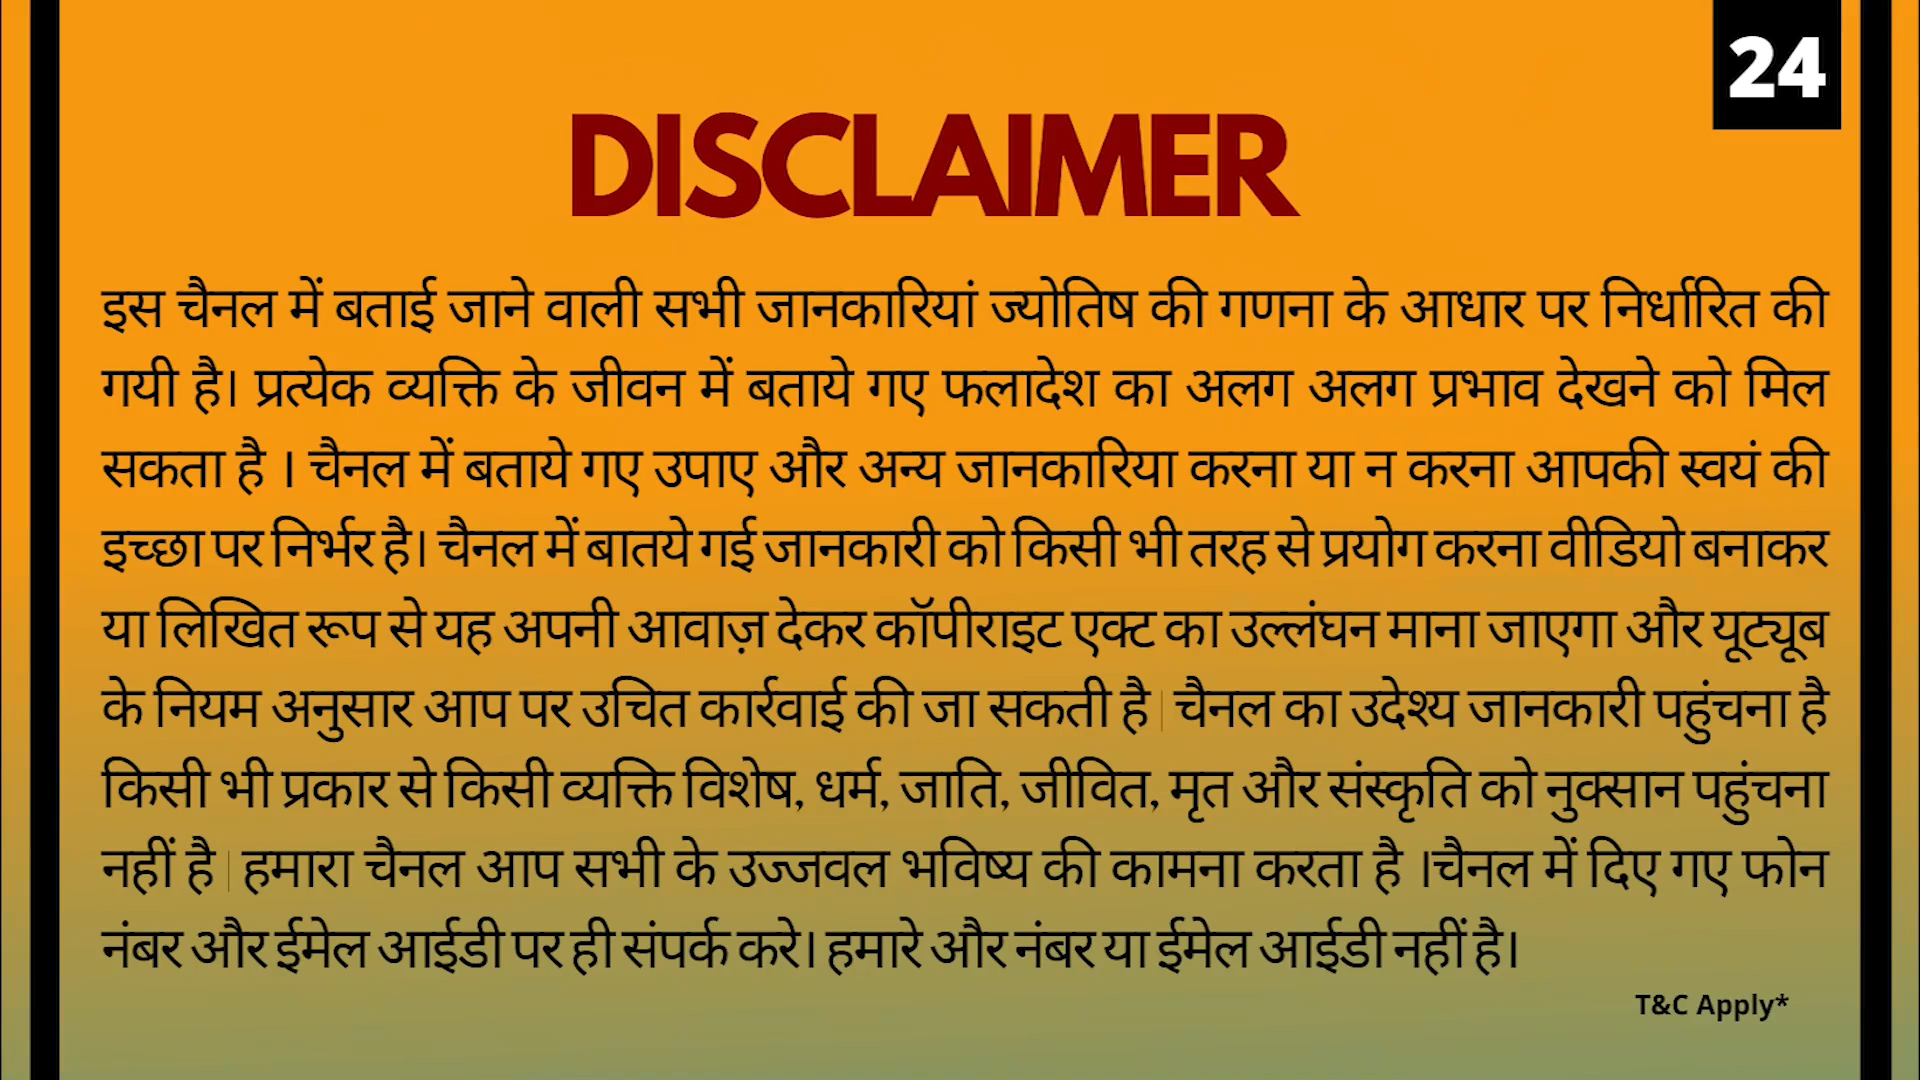 24
DISCLAIMER
इस चैनल में बताई जाने वाली सभी जानकारियां ज्योतिष की गणना के आधार पर निर्धारित की
गयी है। प्रत्येक व्यक्ति के जीवन में बताये गए फलादेश का अलग अलग प्रभाव देखने को मिल
सकता है । चैनल में बताये गए उपाए और अन्य जानकारिया करना या न करना आपकी स्वयं की
इच्छा पर निर्भर है। चैनल में बातये गई जानकारी को किसी भी तरह से प्रयोग करना वीडियो बनाकर
या लिखित रूप से यह अपनी आवाज़ देकर कॉपीराइट एक्ट का उल्लंघन माना जाएगा और यूट्यूब
के नियम अनुसार आप पर उचित कार्रवाई की जा सकती है | चैनल का उदेश्य जानकारी पहुंचना है
किसी भी प्रकार से किसी व्यक्ति विशेष, धर्म, जाति, जीवित, मृत और संस्कृति को नुक्सान पहुंचना
नहीं है | हमारा चैनल आप सभी के उज्जवल भविष्य की कामना करता है ।चैनल में दिए गए फोन
नंबर और ईमेल आईडी पर ही संपर्क करे। हमारे और नंबर या ईमेल आईडी नहीं है।
T&C Apply*